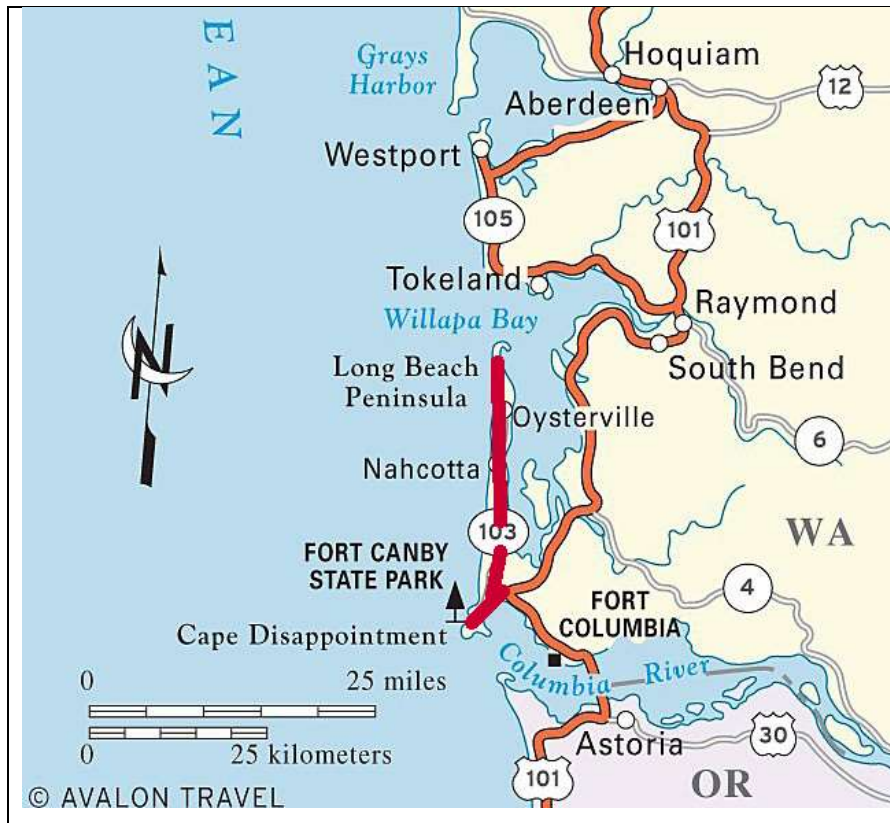 EAN
Grays
Harbor
Hoquiam
12
Aberdeen
Westport
105
101
Tokeland
Willapa Bay
Raymond
South Bend
Long Beach
Peninsula
Oysterville
6
Nahcotta
N
103
WA
FORT CANBY
STATE PARK
4
FORT
COLUMBIA
Cape Disappointment
Columbia River
0 25 miles
0 25 kilometers
Astoria
30
101
OR
© AVALON TRAVEL